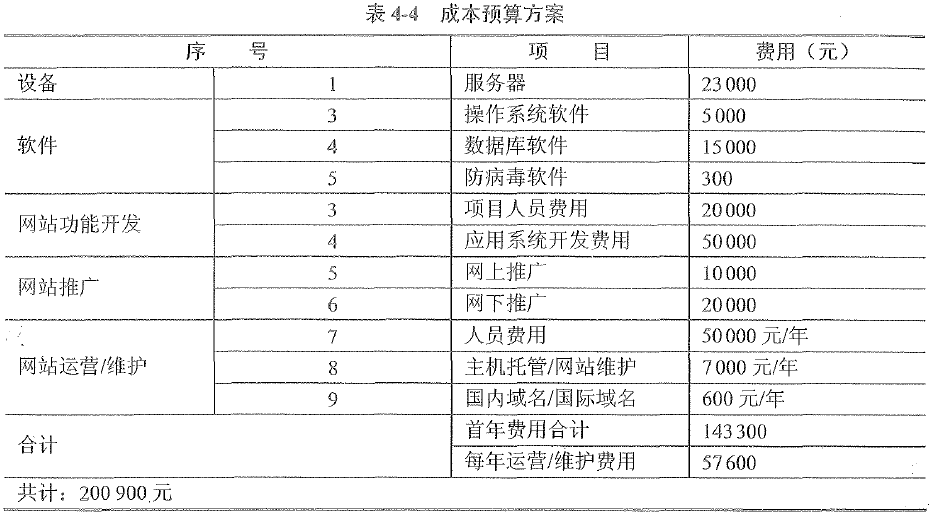 表4-4 成本预算方案
序 号 项 目 费用（元）
设备 1 服务器 23 000
软件 3 操作系统软件 5 000
4 数据库软件 15 000
5 防病毒软件 300
网站功能开发 3 项目人员费用 20 000
4 应用系统开发费用 50 000
网站推广 5 网上推广 10 000
6 网下推广 20 000
网站运营/维护 7 人员费用 50 000 元/年
8 主机托管/网站维护 7 000 元/年
9 国内域名/国际域名 600 元/年
合计 首年费用合计 143 300
每年运营/维护费用 57 600
共计：200 900 元